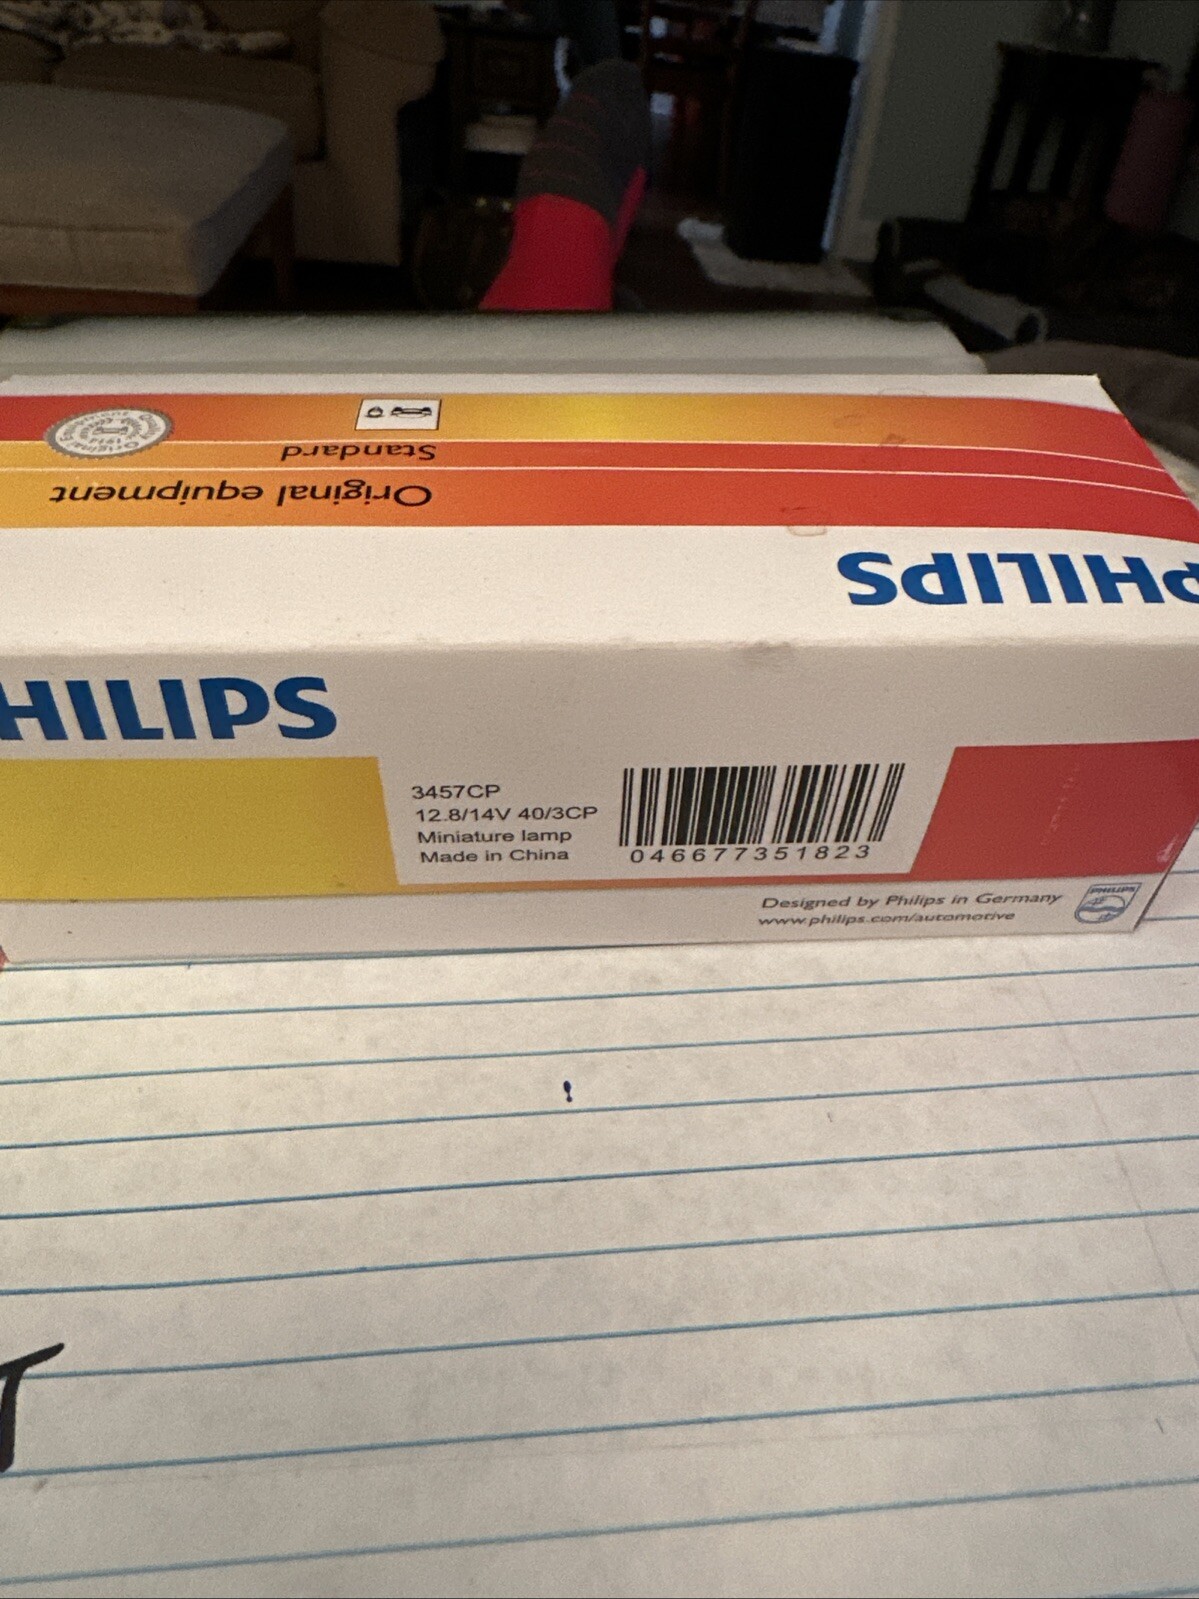 Standard
Original equipment
PHILIPS
HILIPS
3457CP
12.8/14V 40/3CP
Miniature lamp
Made in China
046677351823
Designed by Philips in Germany
www.philips.com/automotive
PHILIPS
T